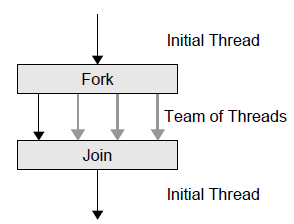 Initial Thread
Fork
Team of Threads
Join
Initial Thread